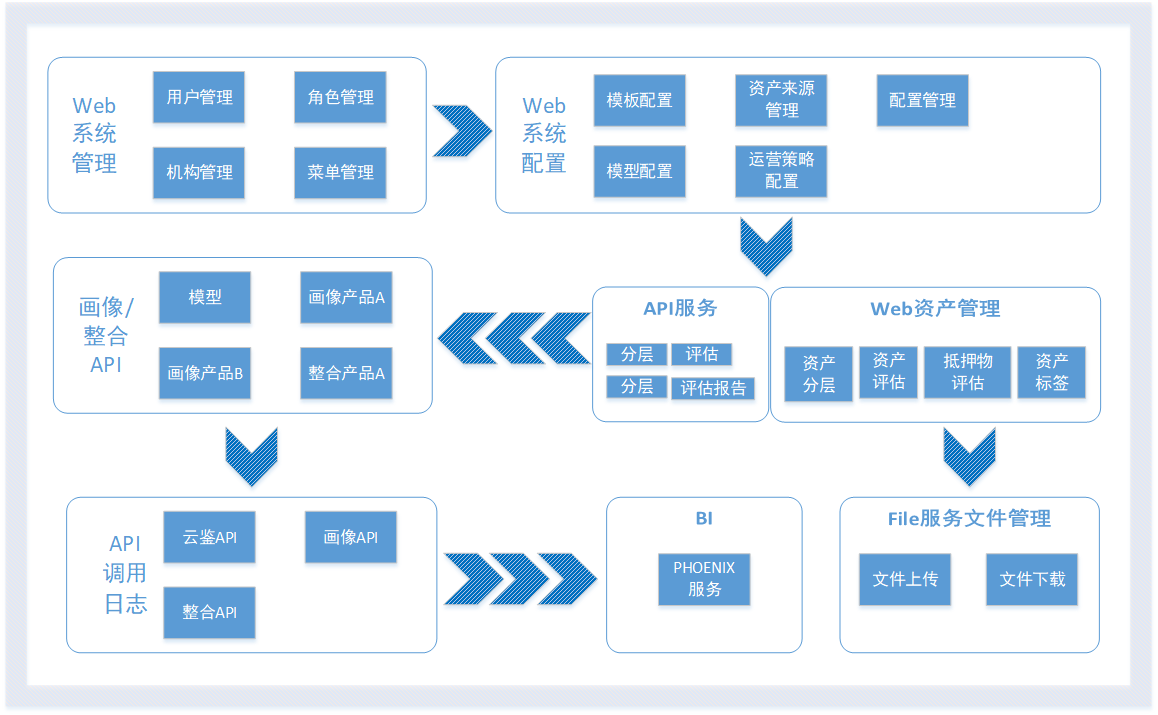 Web
系统
管理
用户管理
角色管理
机构管理
菜单管理
Web
系统
配置
模板配置
资产来源
管理
配置管理
模型配置
运营策略
配置
画像/
整合
API
模型
画像产品A
画像产品B
整合产品A
API服务
分层
评估
分层
评估报告
Web资产管理
资产
分层
资产
评估
抵押物
评估
资产
标签
API
调用
日志
云鉴API
画像API
整合API
BI
PHOENIX
服务
File服务文件管理
文件上传
文件下载